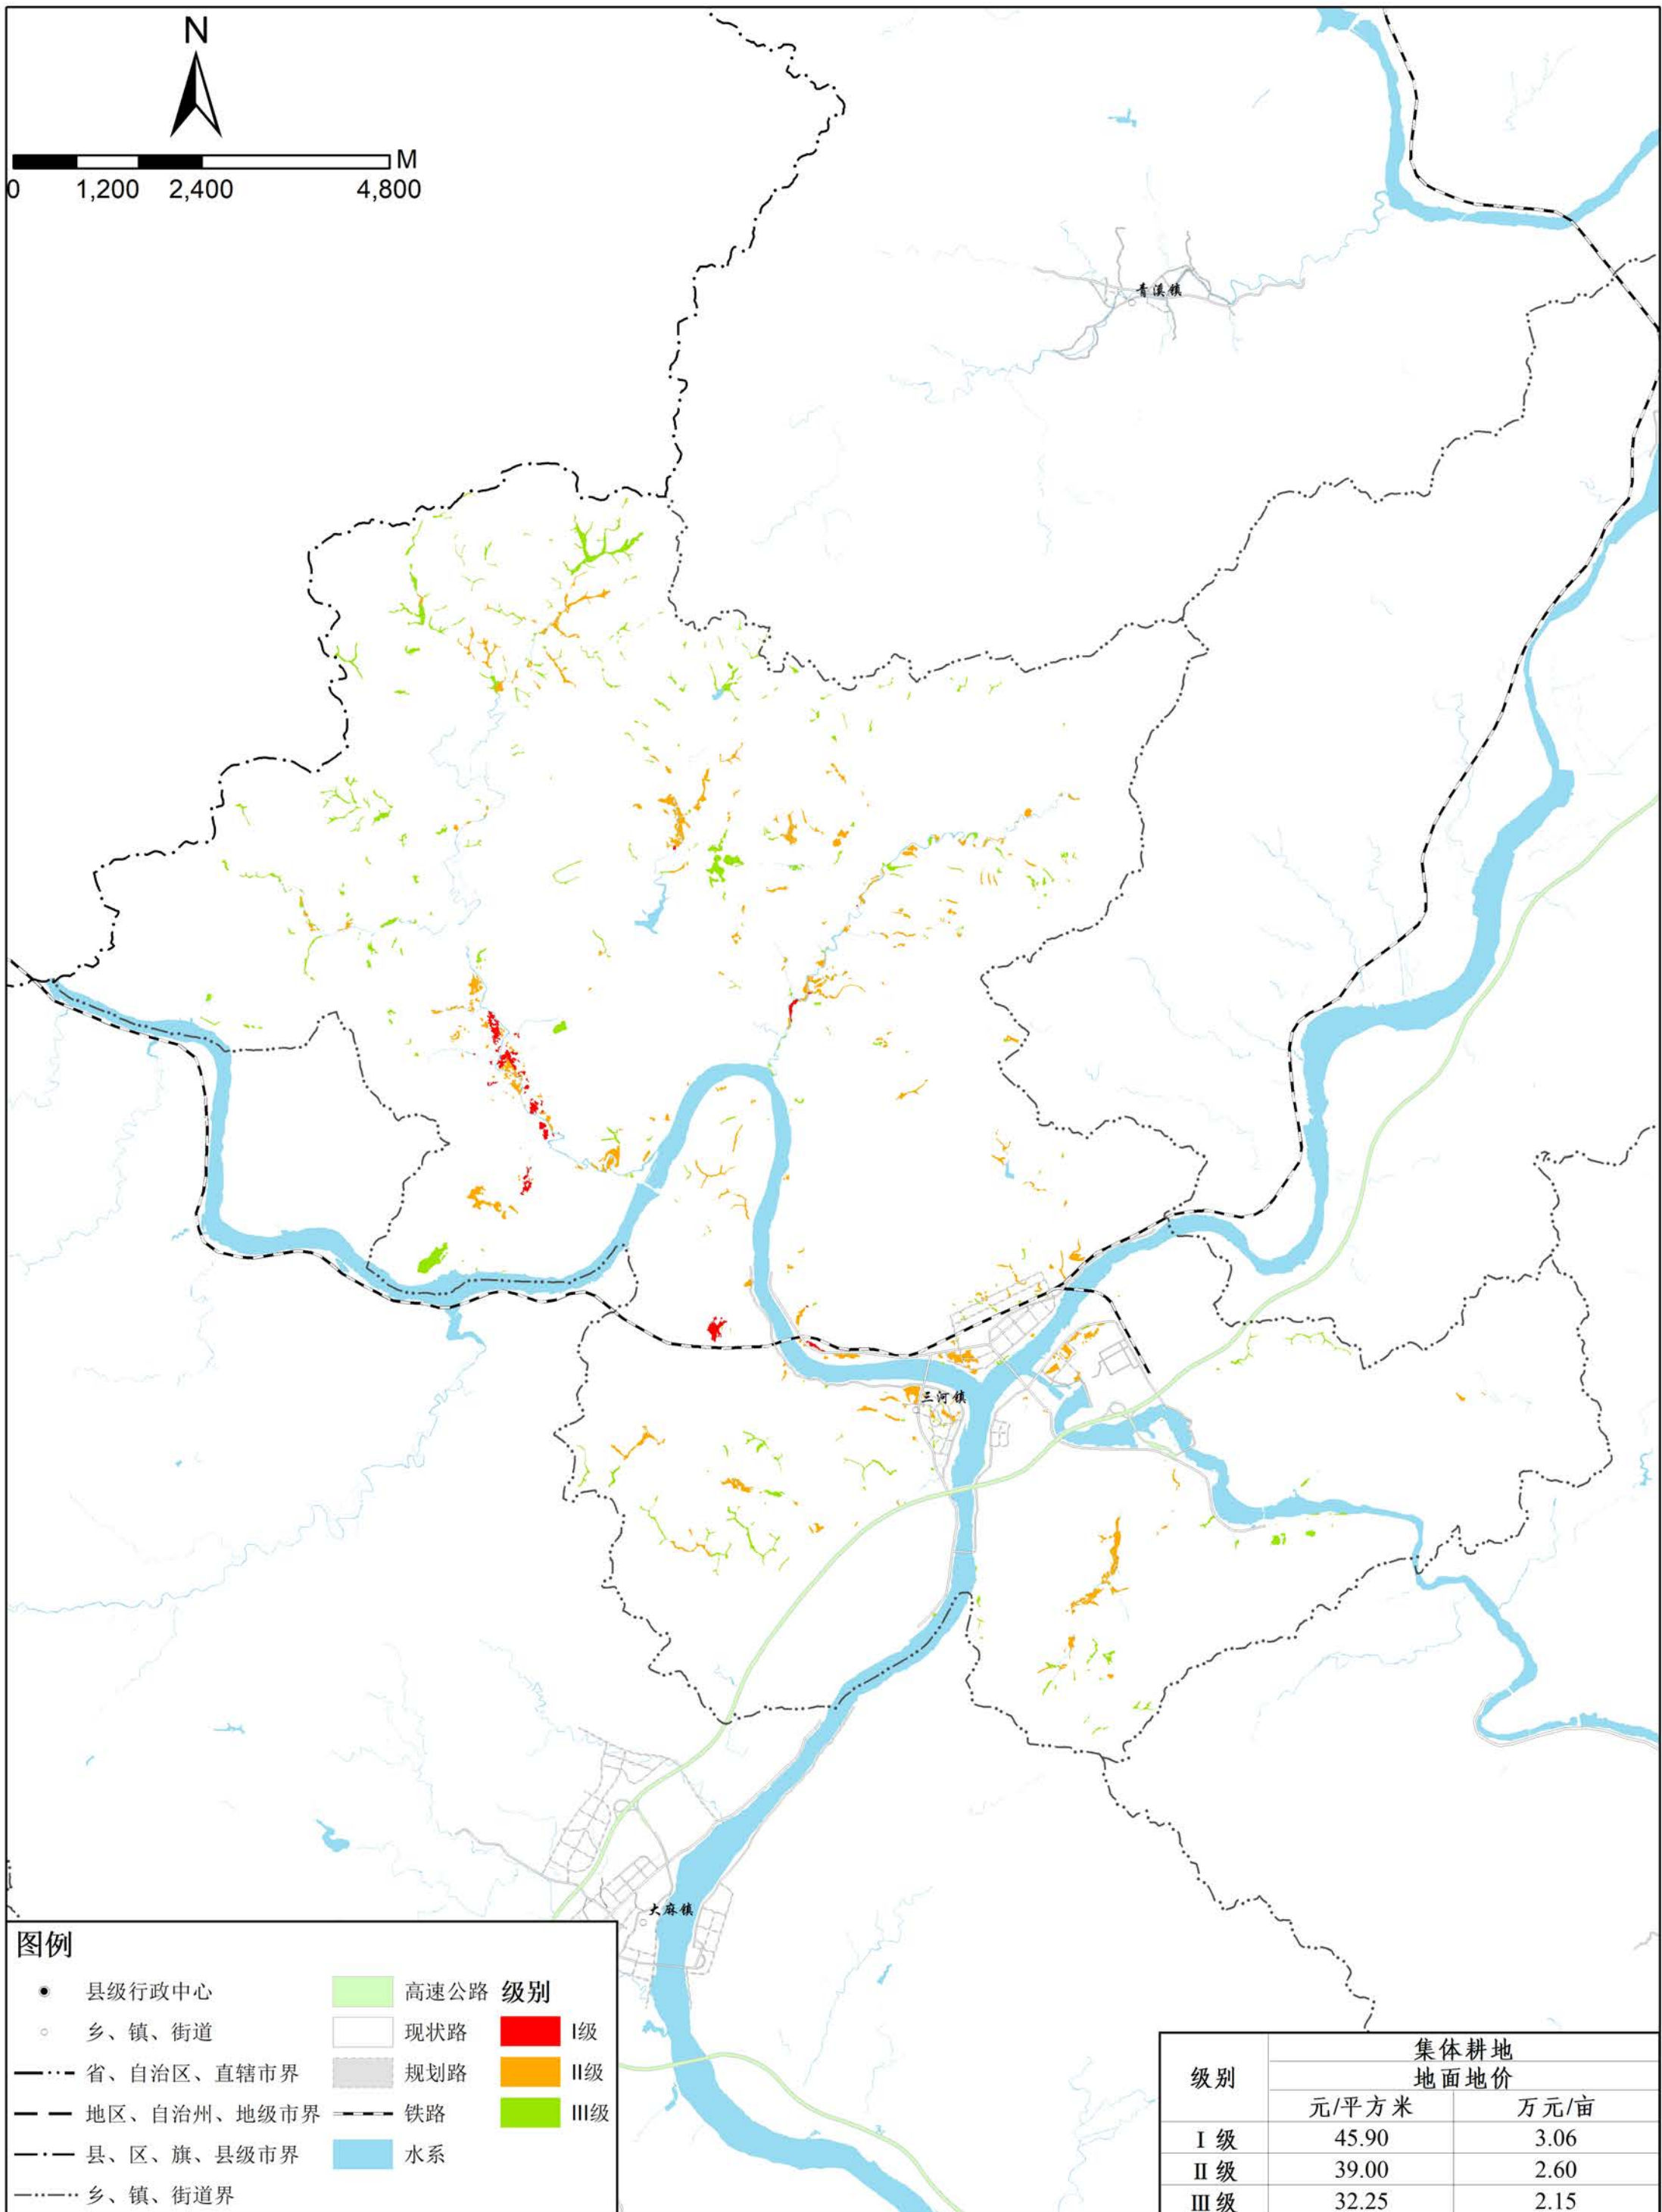 N
M
0 1,200 2,400 4,800
青溪镇
三河镇
大麻镇
图例
县级行政中心
乡、镇、街道
省、自治区、直辖市界
地区、自治州、地级市界
县、区、旗、县级市界
乡、镇、街道界
高速公路
现状路
规划路
铁路
水系
级别
I级
II级
III级
级别 集体耕地
地面地价
元/平方米 万元/亩
I 级 45.90 3.06
II 级 39.00 2.60
III级 32.25 2.15